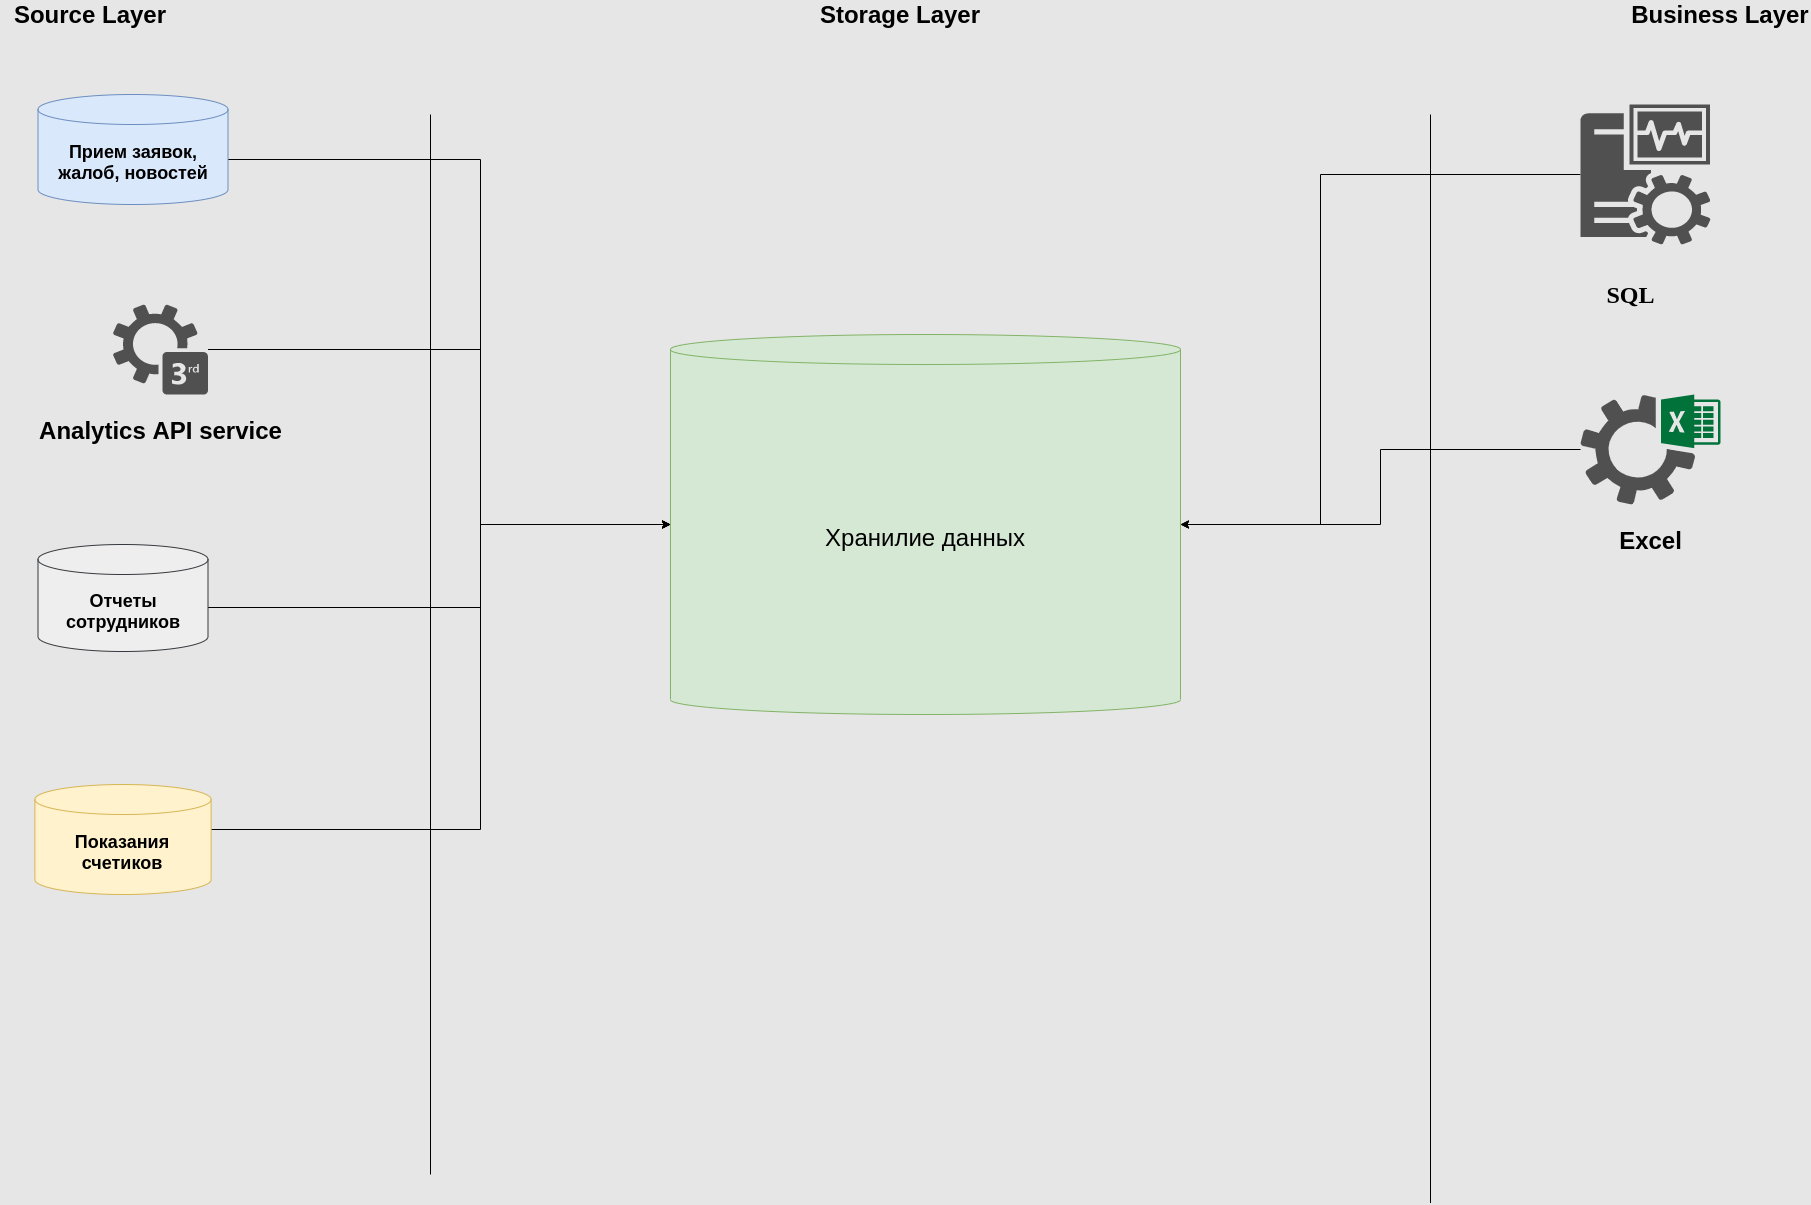 Source Layer
Storage Layer
Business Layer
Прием заявок,
жалоб, новостей
3rd
Analytics API service
Отчеты
сотрудников
Показания
счетиков
Хранилие данных
SQL
X
Excel